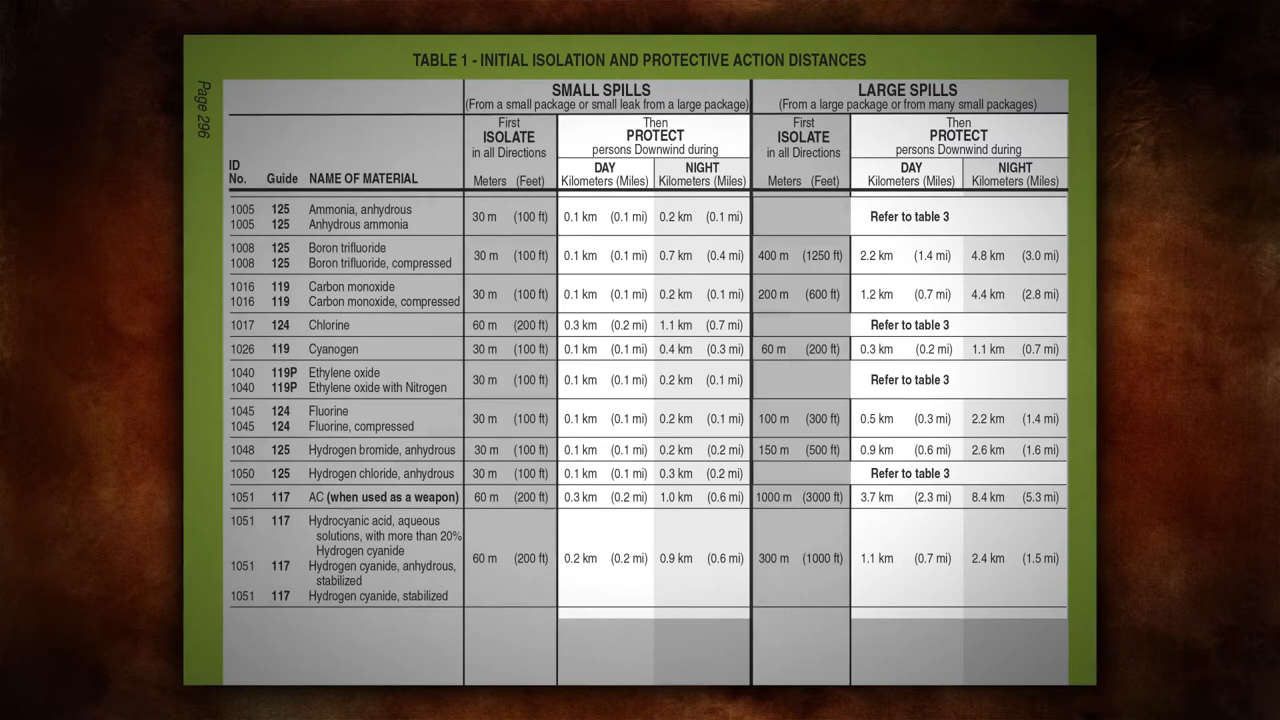 TABLE 1 - INITIAL ISOLATION AND PROTECTIVE ACTION DISTANCES
Page 296
SMALL SPILLS
(From a small package or small leak from a large package)
LARGE SPILLS
(From a large package or from many small packages)
First
ISOLATE
in all Directions
Then
PROTECT
persons Downwind during
First
ISOLATE
in all Directions
Then
PROTECT
persons Downwind during
ID
No. Guide NAME OF MATERIAL
Meters (Feet)
DAY
Kilometers (Miles)
NIGHT
Kilometers (Miles)
Meters (Feet)
DAY
Kilometers (Miles)
NIGHT
Kilometers (Miles)
1005 125 Ammonia, anhydrous
1005 125 Anhydrous ammonia
30 m (100 ft) 0.1 km (0.1 mi) 0.2 km (0.1 mi) Refer to table 3
1008 125 Boron trifluoride
1008 125 Boron trifluoride, compressed
30 m (100 ft) 0.1 km (0.1 mi) 0.7 km (0.4 mi) 400 m (1250 ft) 2.2 km (1.4 mi) 4.8 km (3.0 mi)
1016 119 Carbon monoxide
1016 119 Carbon monoxide, compressed
30 m (100 ft) 0.1 km (0.1 mi) 0.2 km (0.1 mi) 200 m (600 ft) 1.2 km (0.7 mi) 4.4 km (2.8 mi)
1017 124 Chlorine 60 m (200 ft) 0.3 km (0.2 mi) 1.1 km (0.7 mi) Refer to table 3
1026 119 Cyanogen 30 m (100 ft) 0.1 km (0.1 mi) 0.4 km (0.3 mi) 60 m (200 ft) 0.3 km (0.2 mi) 1.1 km (0.7 mi)
1040 119P Ethylene oxide
1040 119P Ethylene oxide with Nitrogen
30 m (100 ft) 0.1 km (0.1 mi) 0.2 km (0.1 mi) Refer to table 3
1045 124 Fluorine
1045 124 Fluorine, compressed
30 m (100 ft) 0.1 km (0.1 mi) 0.2 km (0.1 mi) 100 m (300 ft) 0.5 km (0.3 mi) 2.2 km (1.4 mi)
1048 125 Hydrogen bromide, anhydrous 30 m (100 ft) 0.1 km (0.1 mi) 0.2 km (0.2 mi) 150 m (500 ft) 0.9 km (0.6 mi) 2.6 km (1.6 mi)
1050 125 Hydrogen chloride, anhydrous 30 m (100 ft) 0.1 km (0.1 mi) 0.3 km (0.2 mi) Refer to table 3
1051 117 AC (when used as a weapon) 60 m (200 ft) 0.3 km (0.2 mi) 1.0 km (0.6 mi) 1000 m (3000 ft) 3.7 km (2.3 mi) 8.4 km (5.3 mi)
1051 117 Hydrocyanic acid, aqueous
solutions, with more than 20%
Hydrogen cyanide
1051 117 Hydrogen cyanide, anhydrous,
stabilized
1051 117 Hydrogen cyanide, stabilized
60 m (200 ft) 0.2 km (0.2 mi) 0.9 km (0.6 mi) 300 m (1000 ft) 1.1 km (0.7 mi) 2.4 km (1.5 mi)